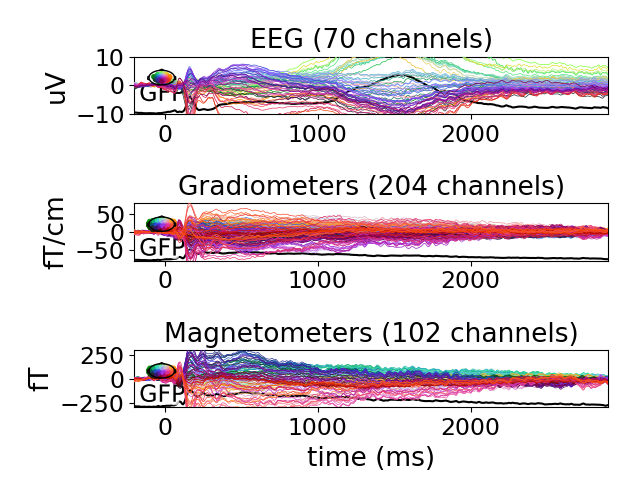 EEG (70 channels)
10
0
−10
uV
GFP
0
1000
2000
Gradiometers (204 channels)
50
0
−50
fT/cm
GFP
0
1000
2000
Magnetometers (102 channels)
250
0
−250
fT
GFP
0
1000
2000
time (ms)